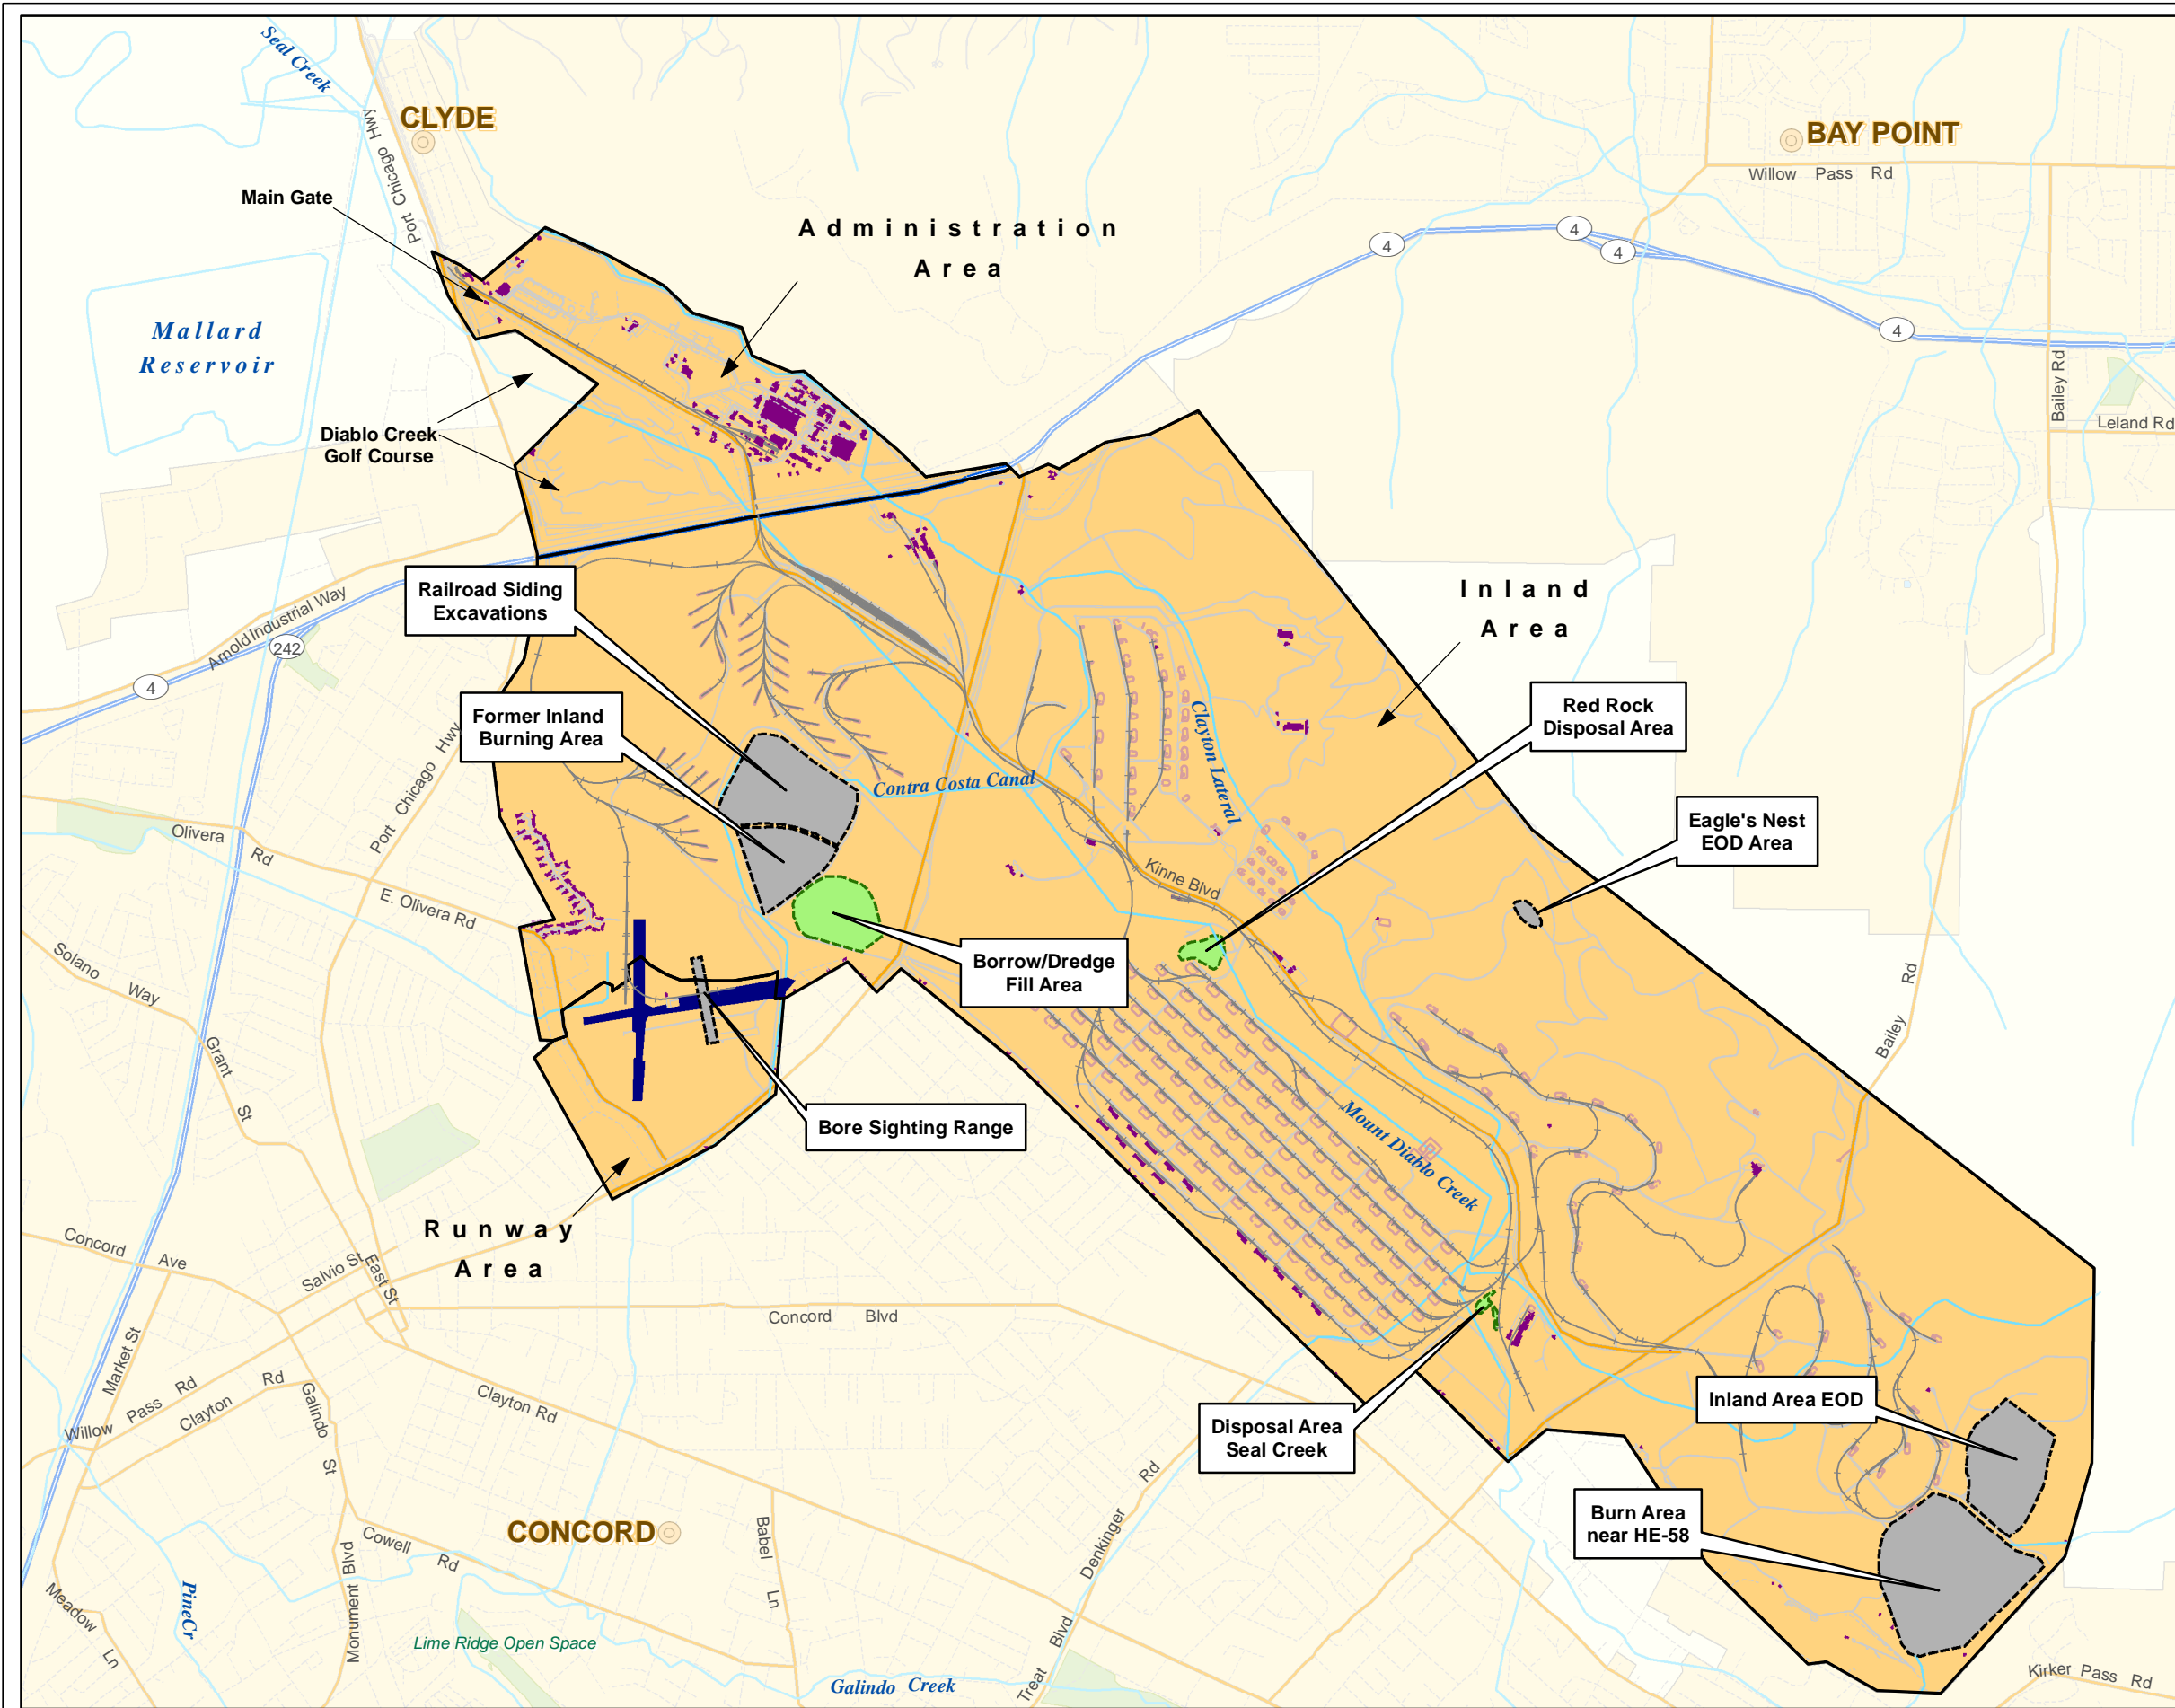 Seal Creek
CLYDE
BAY POINT
Port Chicago Hwy
Willow Pass Rd
Main Gate
Administration
Area
4
4
4
4
Mallard
Reservoir
Bailey Rd
Leland Rd
Diablo Creek
Golf Course
Railroad Siding
Excavations
Inland
Area
Arnold Industrial Way
242
4
Former Inland
Burning Area
Red Rock
Disposal Area
Clayton Lateral
Port Chicago Hwy
Contra Costa Canal
Eagle's Nest
EOD Area
Olivera Rd
Kinne Blvd
E. Olivera Rd
Solano Way
Borrow/Dredge
Fill Area
Bailey Rd
Grant St
Bore Sighting Range
Mount Diablo Creek
Runway
Area
Concord Ave
Salvio St
East St
Concord Blvd
Market St
Willow Pass Rd
Clayton Rd
Galindo St
Clayton Rd
Inland Area EOD
Disposal Area
Seal Creek
Burn Area
near HE-58
CONCORD
Babel Ln
Denkinger Rd
Cowell Rd
Monument Blvd
PineCr
Meadow Ln
Lime Ridge Open Space
Treat Blvd
Galindo Creek
Kirker Pass Rd